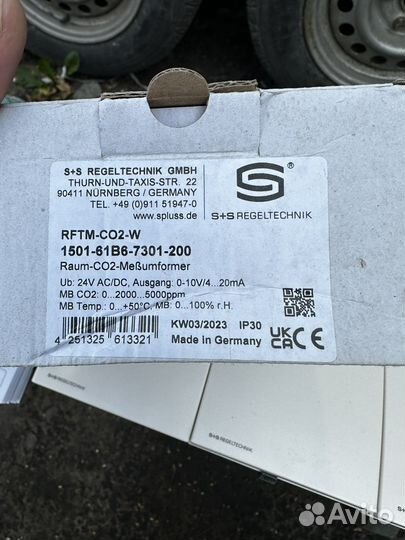 S+S REGELTECHNIK GMBH
THURN-UND-TAXIS-STR. 22
90411 NÜRNBERG / GERMANY
TEL. +49 (0)911 51947-0
www.spluss.de
®
S+S REGELTECHNIK
RFTM-CO2-W
1501-61B6-7301-200
Raum-CO2-Meßumformer
Ub: 24V AC/DC, Ausgang: 0-10V/4...20mA
MB CO2: 0...2000...5000ppm
MB Temp.: 0...+50°C, MB: 0...100% r.H.
KW03/2023 IP30
Made in Germany
UK CA CE
4 251325 613321
S+S REGELTECHNIK
S+S REGELTECHNIK
Avito